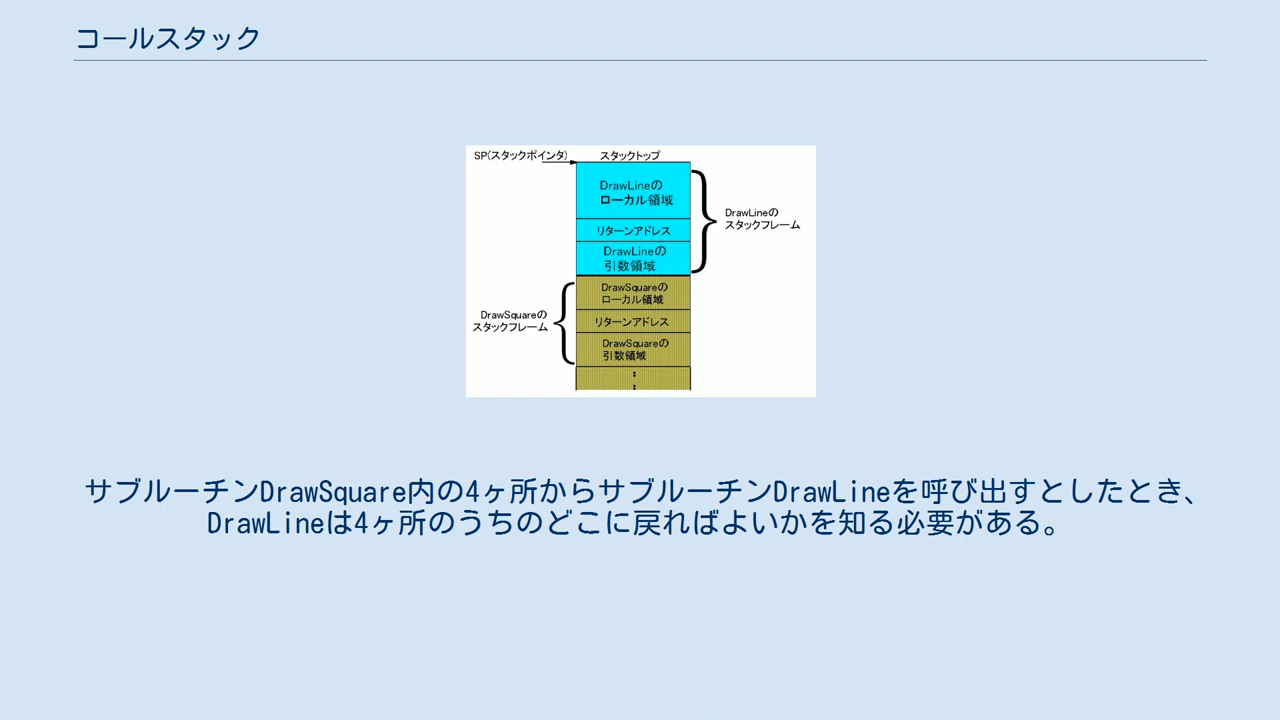 コールスタック
SP(スタックポインタ)
スタックトップ
DrawLineの
ローカル領域
リターンアドレス
DrawLineの
引数領域
DrawLineの
スタックフレーム
DrawSquareの
ローカル領域
リターンアドレス
DrawSquareの
引数領域
DrawSquareの
スタックフレーム
サブルーチンDrawSquare内の4ヶ所からサブルーチンDrawLineを呼び出すとしたとき、
DrawLineは4ヶ所のうちのどこに戻ればよいかを知る必要がある。